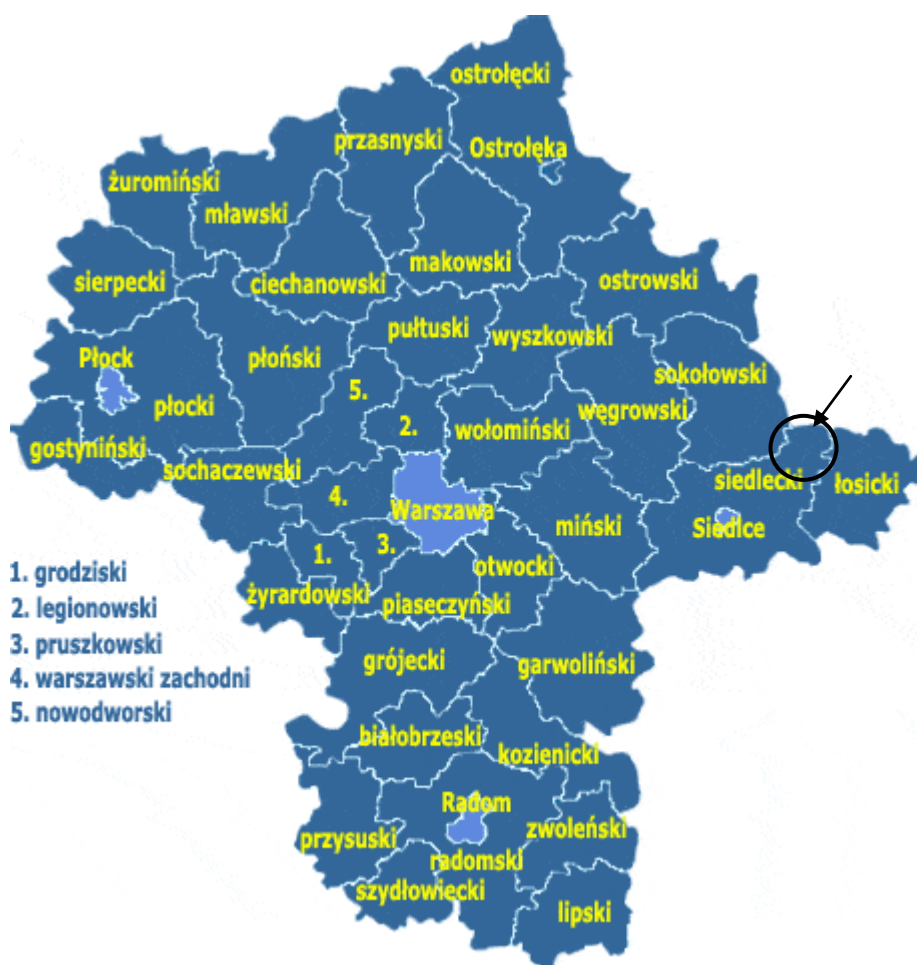 ostrołęcki
przasnyski
Ostrołęka
żuromiński
mławski
makowski
sierpecki
ciechanowski
ostrowski
pułtuski
wyszkowski
Płock
płoński
sokołowski
5.
płocki
węgrowski
2.
wołomiński
gostyniński
sochaczewski
siedlecki
łosicki
4.
Warszawa
miński
Siedlce
1.
3.
otwocki
żyrardowski
piaseczyński
1. grodziski
2. legionowski
3. pruszkowski
4. warszawski zachodni
5. nowodworski
grójecki
garwoliński
białobrzeski
kozienicki
Radom
zwoleński
przysuski
radomski
szydłowiecki
lipski